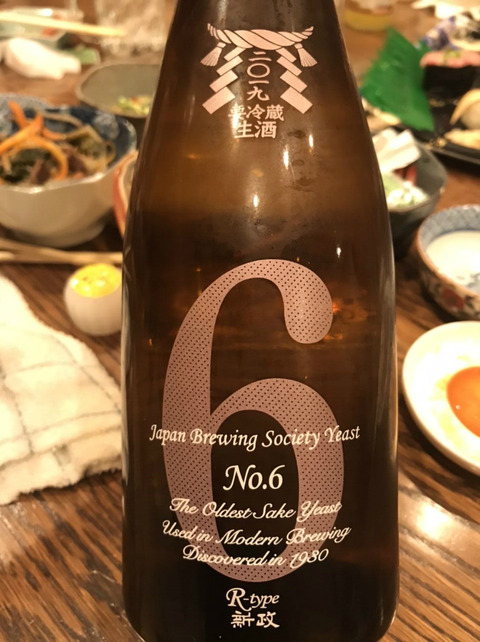 二〇一九
要冷蔵
生酒
6
Japan Brewing Society Yeast
No.6
The Oldest Sake Yeast
Used in Modern Brewing
Discovered in 1930
R-type
新政